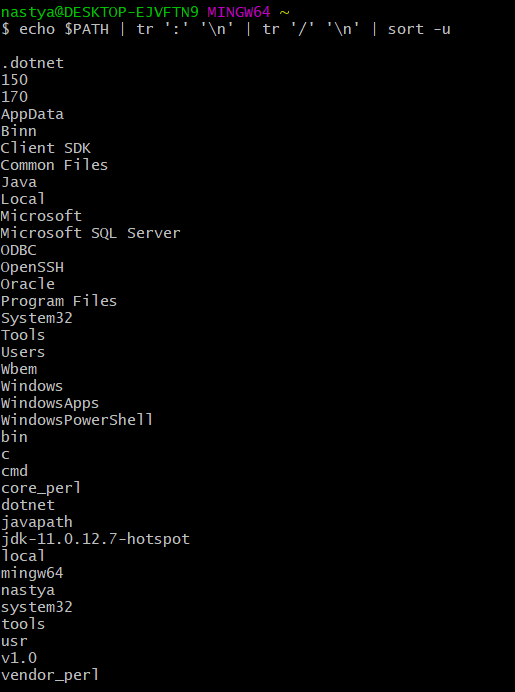 nastya@DESKTOP-EJVFTN9 MINGW64 ~
$ echo $PATH | tr ':' '\n' | tr '/' '\n' | sort -u

.dotnet
150
170
AppData
Binn
Client SDK
Common Files
Java
Local
Microsoft
Microsoft SQL Server
ODBC
OpenSSH
Oracle
Program Files
System32
Tools
Users
Wbem
Windows
WindowsApps
WindowsPowerShell
bin
c
cmd
core_perl
dotnet
javapath
jdk-11.0.12.7-hotspot
local
mingw64
nastya
system32
tools
usr
v1.0
vendor_perl